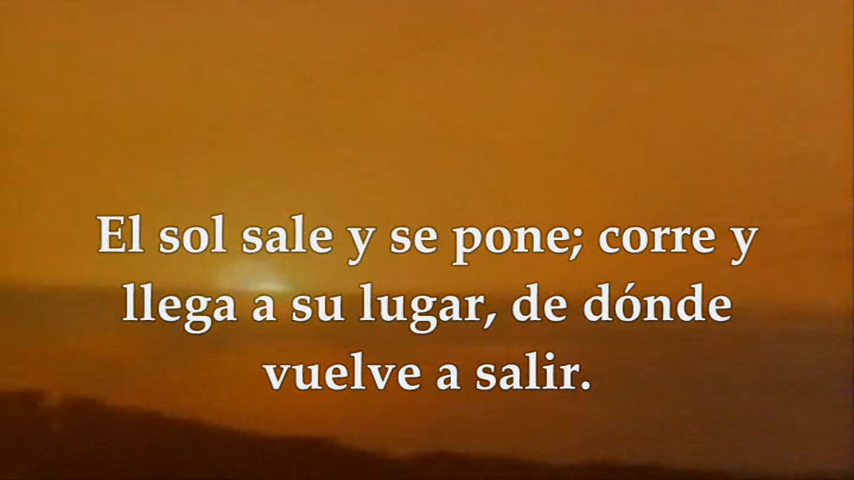 El sol sale y se pone; corre y
llega a su lugar, de dónde
vuelve a salir.